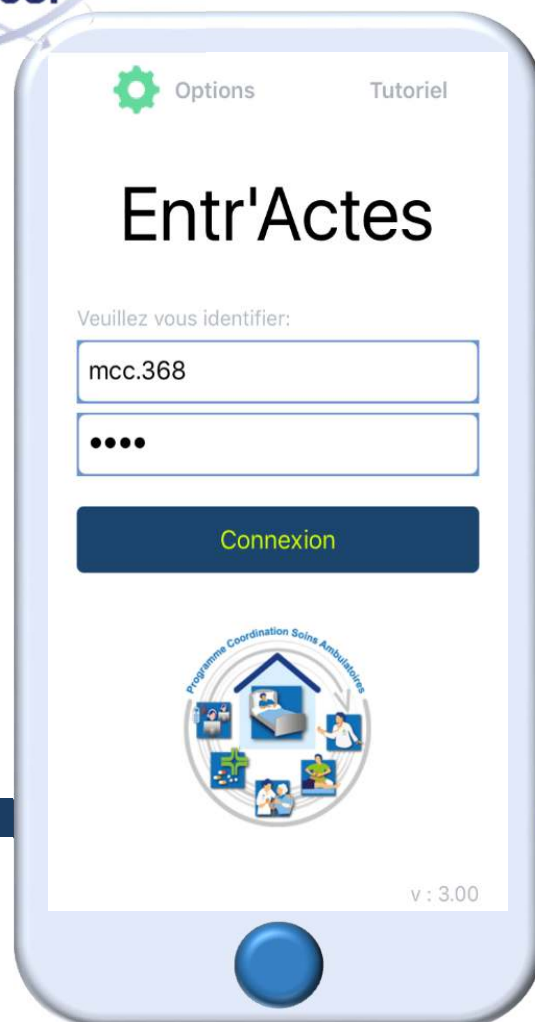 Options Tutoriel
Entr'Actes
Veuillez vous identifier:
mcc.368
••••
Connexion
Programme Coordination Soins Ambulatoires
v : 3.00